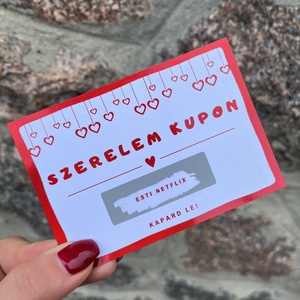 SZERELEM KUPON
ESTI NETFLIX
KAPARD LE!